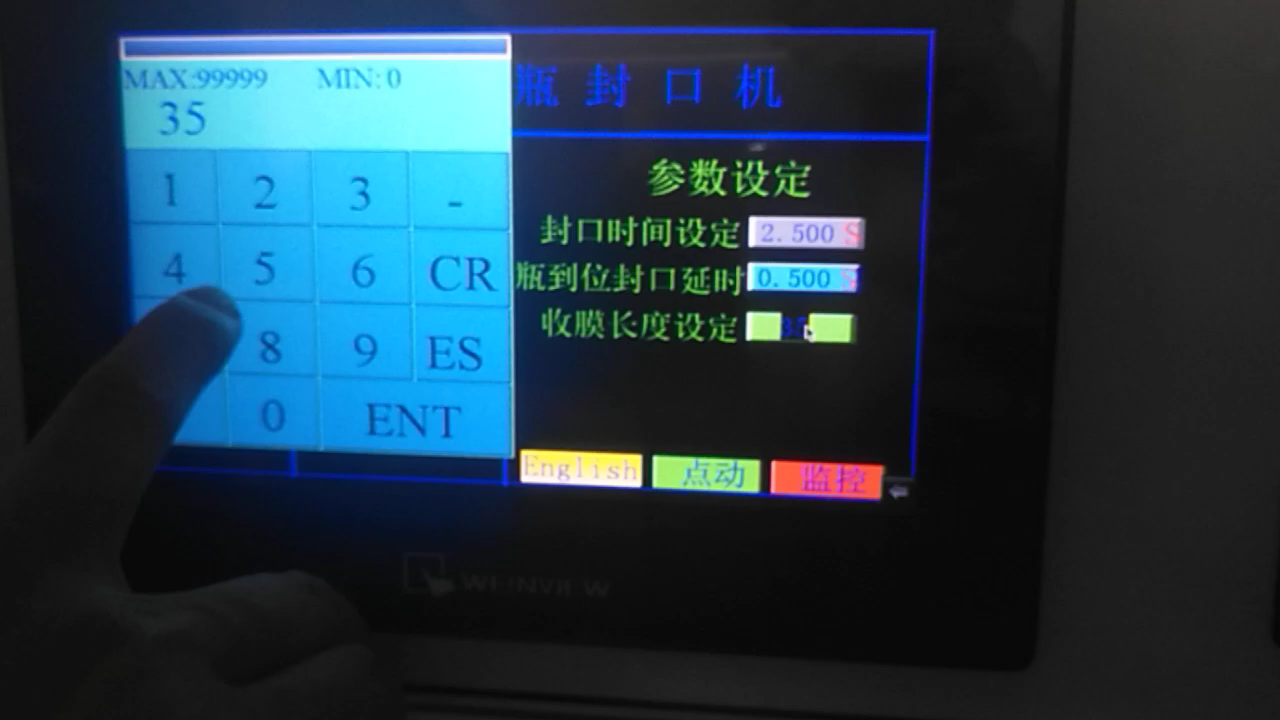 MAX:99999 MIN: 0
35
1 2 3 -
4 5 6 CR
8 9 ES
0 ENT
瓶封口机
参数设定
封口时间设定 2.500 S
瓶到位封口延时 0.500 S
收膜长度设定 35
English 点动 监控
WEINVIEW